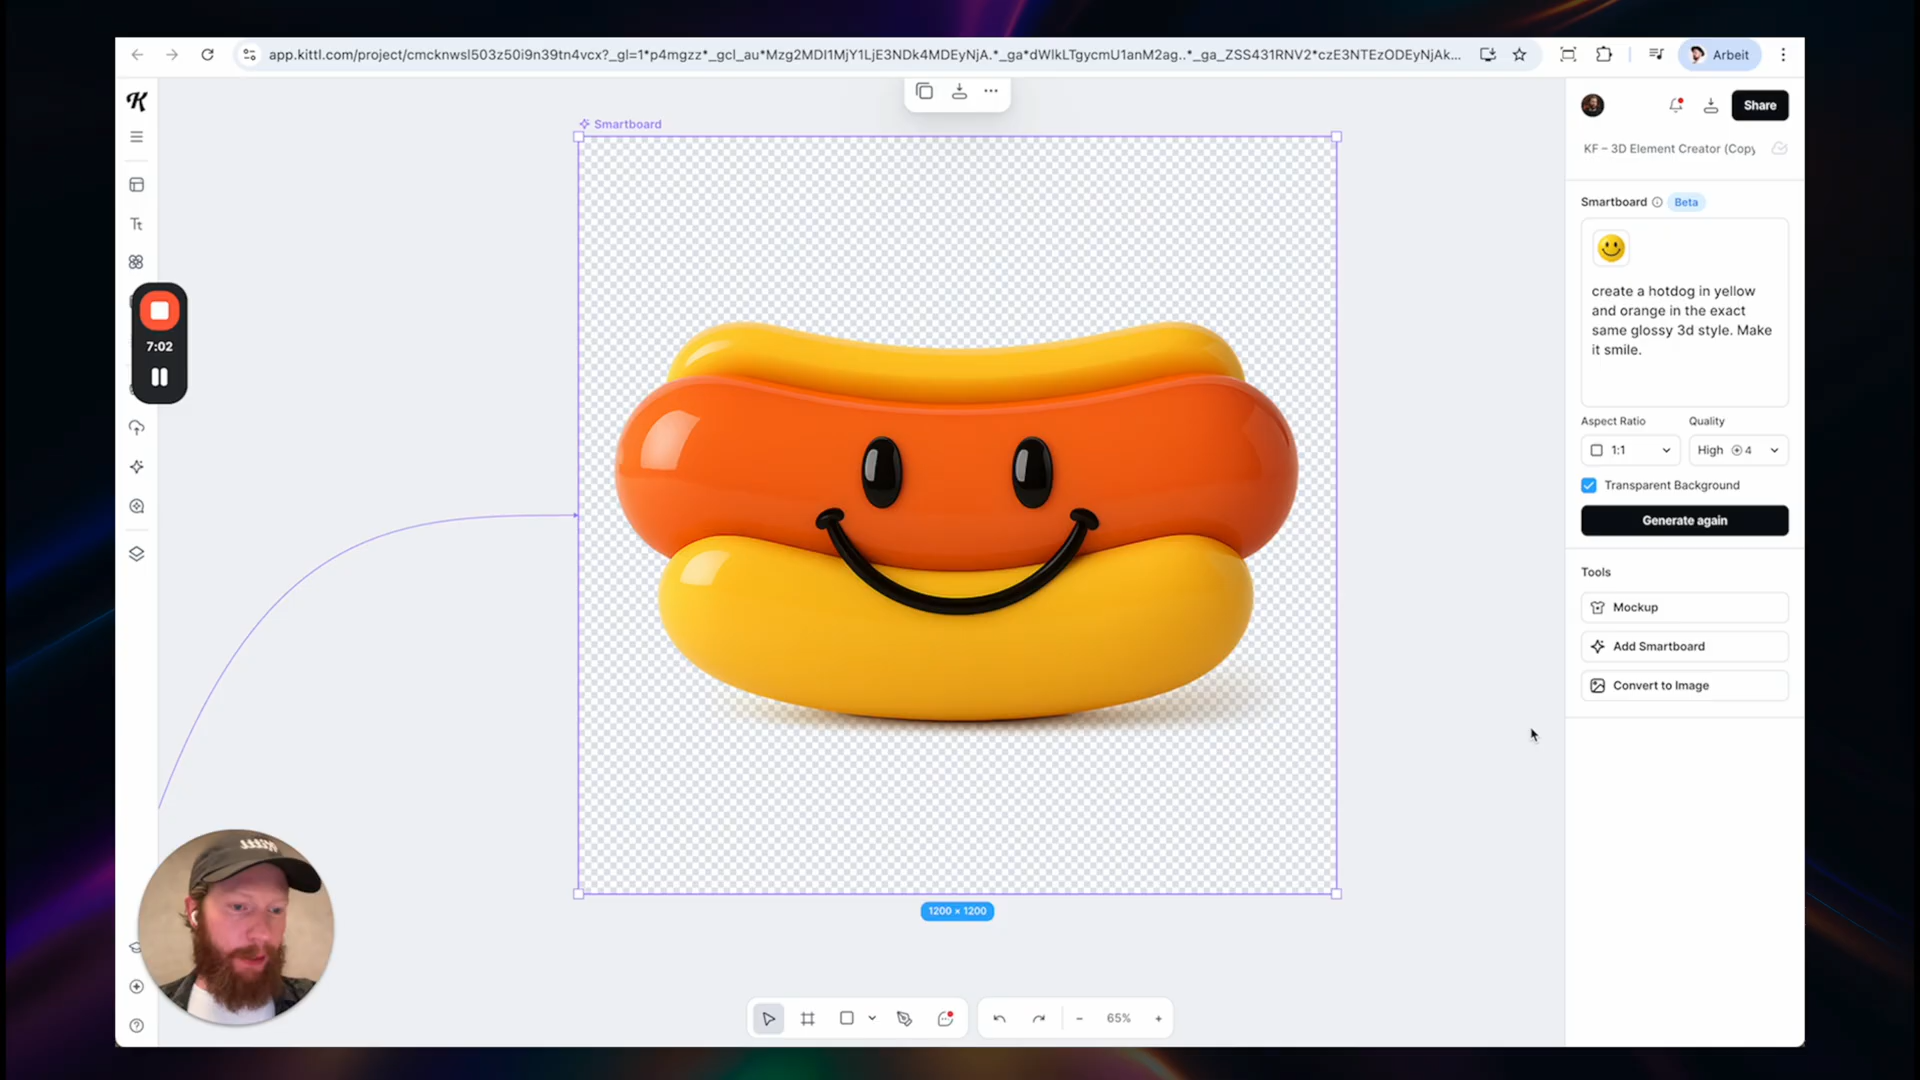 app.kittl.com/project/cmcknwsl503z50i9n39tn4vcx?_gl=1*p4mgzz*_gcl_au*Mzg2MDI1MjY1LjE3NDk4MDEyNjA.*_ga*dWlkLTgycmU1anM2ag..*_ga_ZSS431RNV2*czE3NTEzODEyNjAk...
Arbeit
K
Share
Smartboard
KF – 3D Element Creator (Copy
Smartboard
Beta
Tt
create a hotdog in yellow
and orange in the exact
same glossy 3d style. Make
it smile.
7:02
Aspect Ratio
Quality
1:1
High 4
Transparent Background
Generate again
Tools
Mockup
Add Smartboard
Convert to Image
1200 × 1200
65%